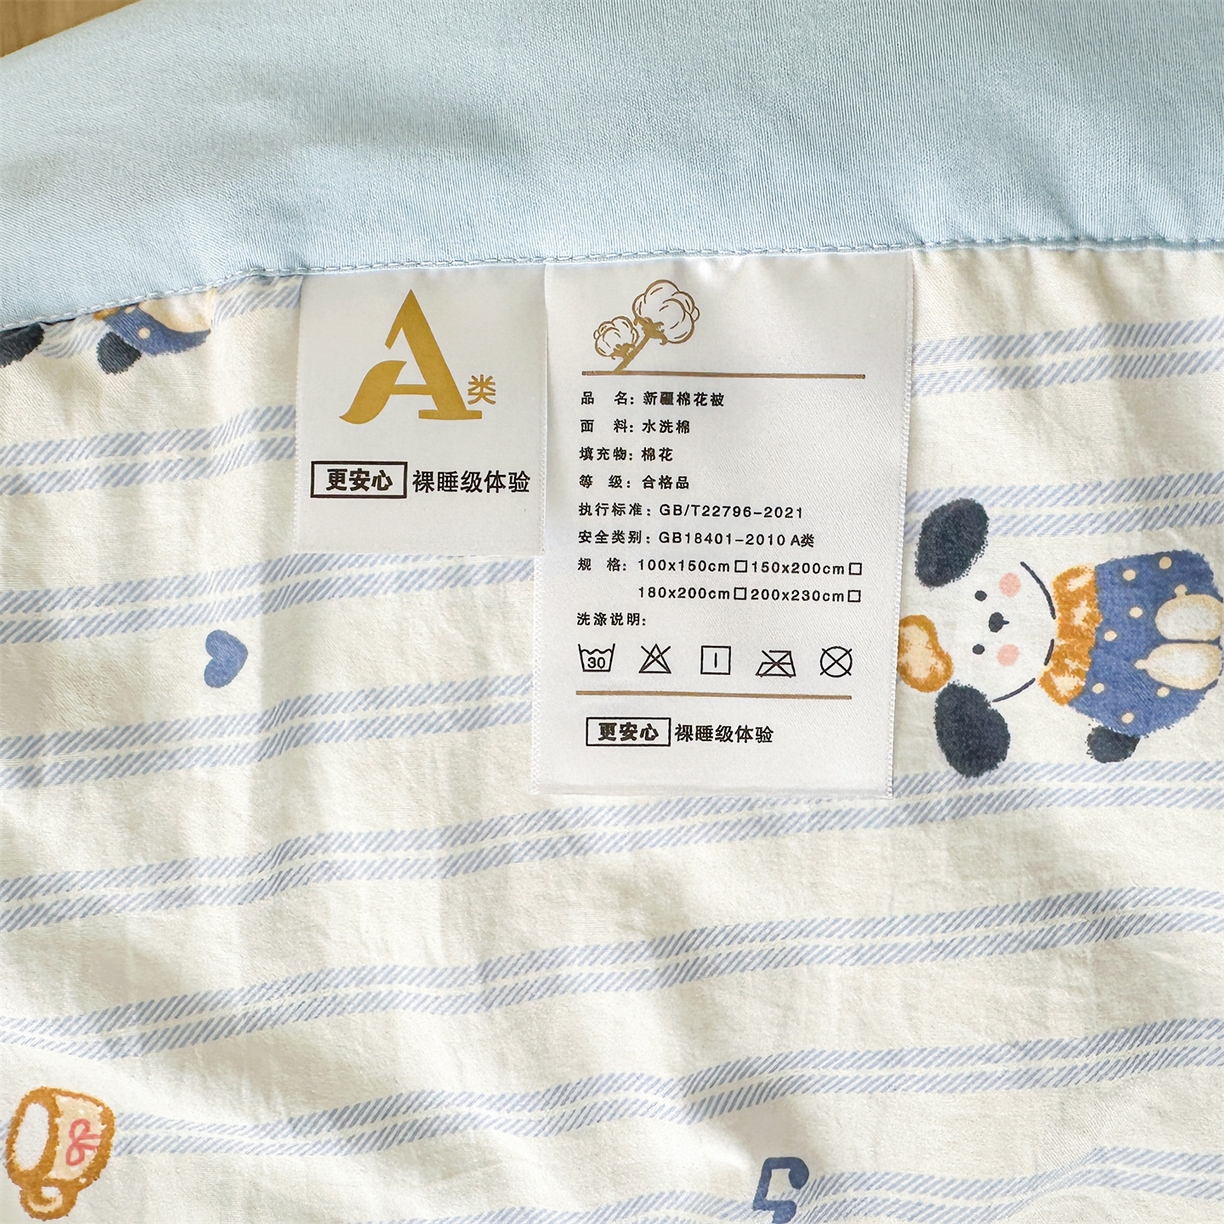 A类
更安心 裸睡级体验
品 名: 新疆棉花被
面 料: 水洗棉
填充物: 棉花
等 级: 合格品
执行标准: GB/T22796-2021
安全类别: GB18401-2010 A类
规 格: 100x150cm□150x200cm□
180x200cm□200x230cm□
洗涤说明:
30
更安心 裸睡级体验